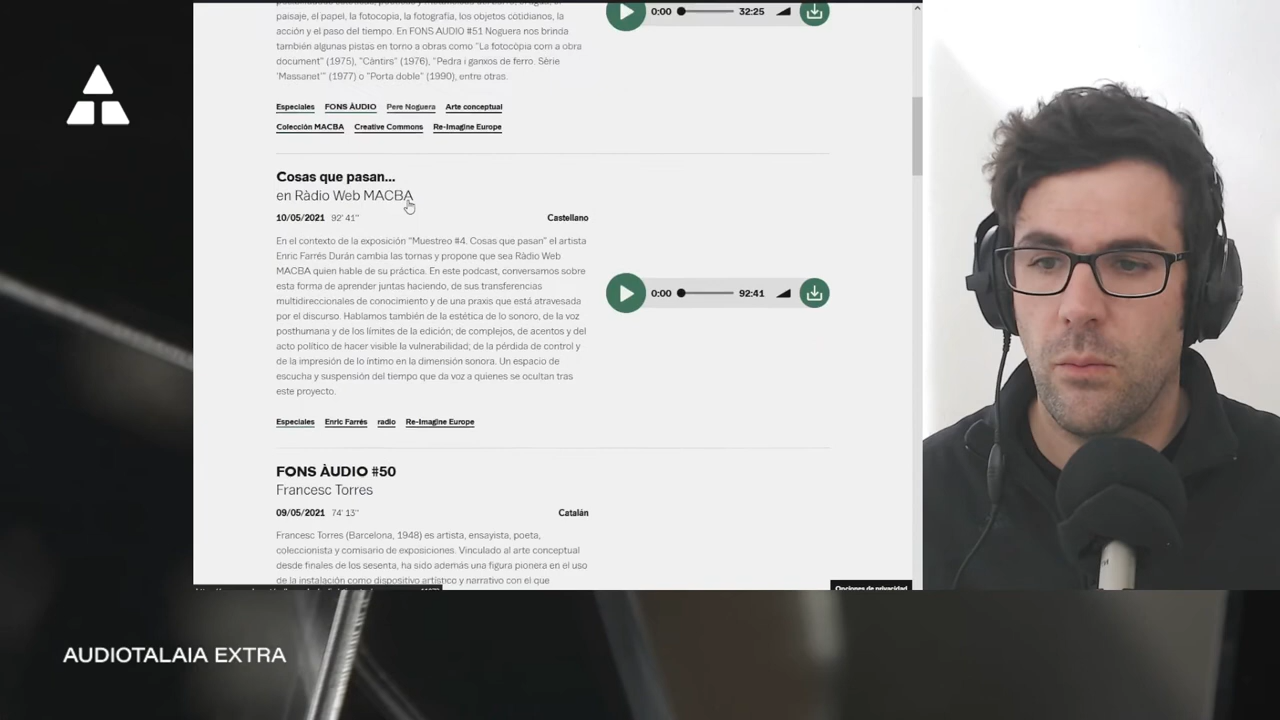 paisaje, el papel, la fotocopia, la fotografía, los objetos cotidianos, la
acción y el paso del tiempo. En FONS AUDIO #51 Noguera nos brinda
también algunas pistas en torno a obras como "La fotocòpia com a obra
document" (1975), "Càntirs" (1976), "Pedra i ganxos de ferro. Sèrie
'Massanet'" (1977) o "Porta doble" (1990), entre otras.
0:00 32:25
Especiales FONS ÀUDIO Pere Noguera Arte conceptual
Colección MACBA Creative Commons Re-Imagine Europe
Cosas que pasan...
en Ràdio Web MACBA
10/05/2021 92' 41'' Castellano
En el contexto de la exposición "Muestreo #4. Cosas que pasan" el artista
Enric Farrés Durán cambia las tornas y propone que sea Ràdio Web
MACBA quien hable de su práctica. En este podcast, conversamos sobre
esta forma de aprender juntas haciendo, de sus transferencias
multidireccionales de conocimiento y de una praxis que está atravesada
por el discurso. Hablamos también de la estética de lo sonoro, de la voz
posthumana y de los límites de la edición; de complejos, de acentos y del
acto político de hacer visible la vulnerabilidad; de la pérdida de control y
de la impresión de lo íntimo en la dimensión sonora. Un espacio de
escucha y suspensión del tiempo que da voz a quienes se ocultan tras
este proyecto.
0:00 92:41
Especiales Enric Farrés radio Re-Imagine Europe
FONS ÀUDIO #50
Francesc Torres
09/05/2021 74' 13'' Catalán
Francesc Torres (Barcelona, 1948) es artista, ensayista, poeta,
coleccionista y comisario de exposiciones. Vinculado al arte conceptual
desde finales de los sesenta, ha sido además una figura pionera en el uso
de la instalación como dispositivo artístico y narrativo con el que
Opciones de privacidad
AUDIOTALAIA EXTRA